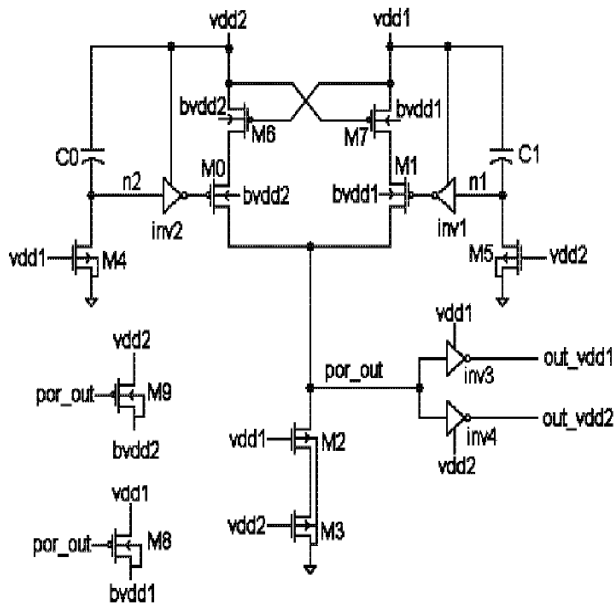 vdd2 vdd1
bvdd2 M6 M7 bvdd1
C0 M0 M1 C1
n2 bvdd2 bvdd1 n1
inv2 inv1
vdd1 M4 M5 vdd2
vdd2 vdd1
por_out M9 por_out inv3 out_vdd1
bvdd2 vdd1 M2 inv4 out_vdd2
vdd2
vdd1 vdd2 M3
por_out M8
bvdd1